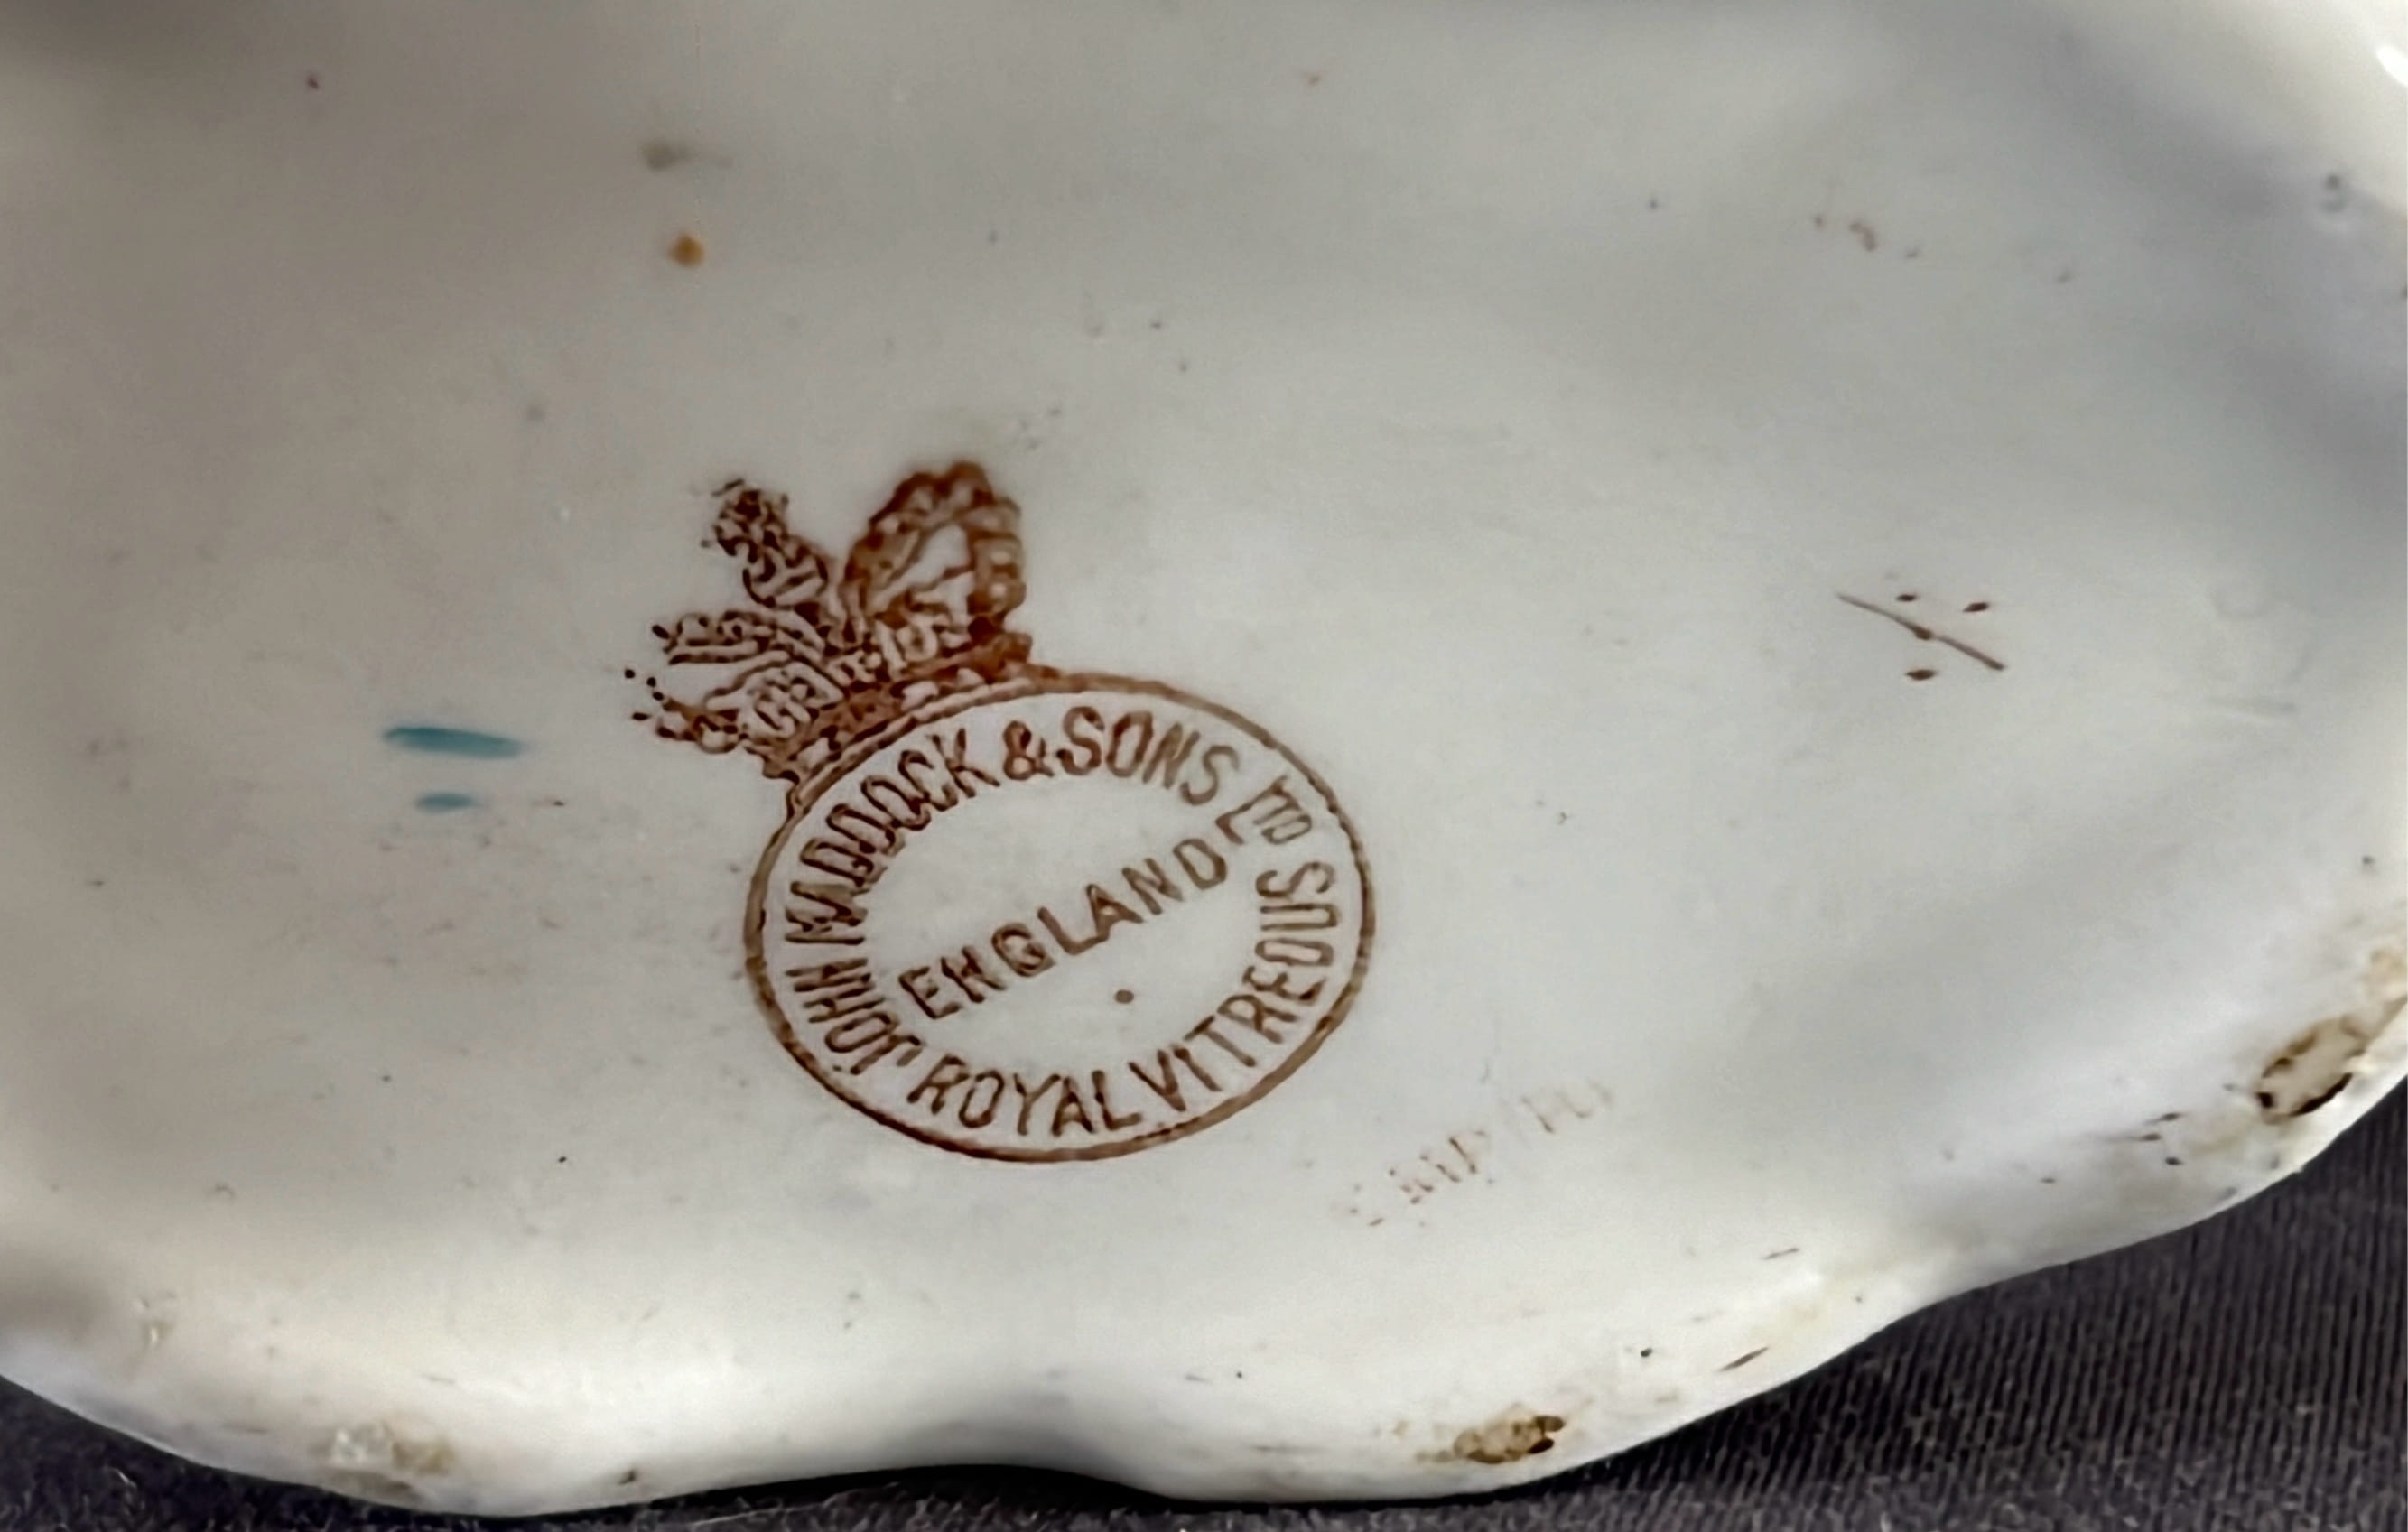 JOHN MADDOCK & SONS LTD
ENGLAND
ROYAL VITREOUS